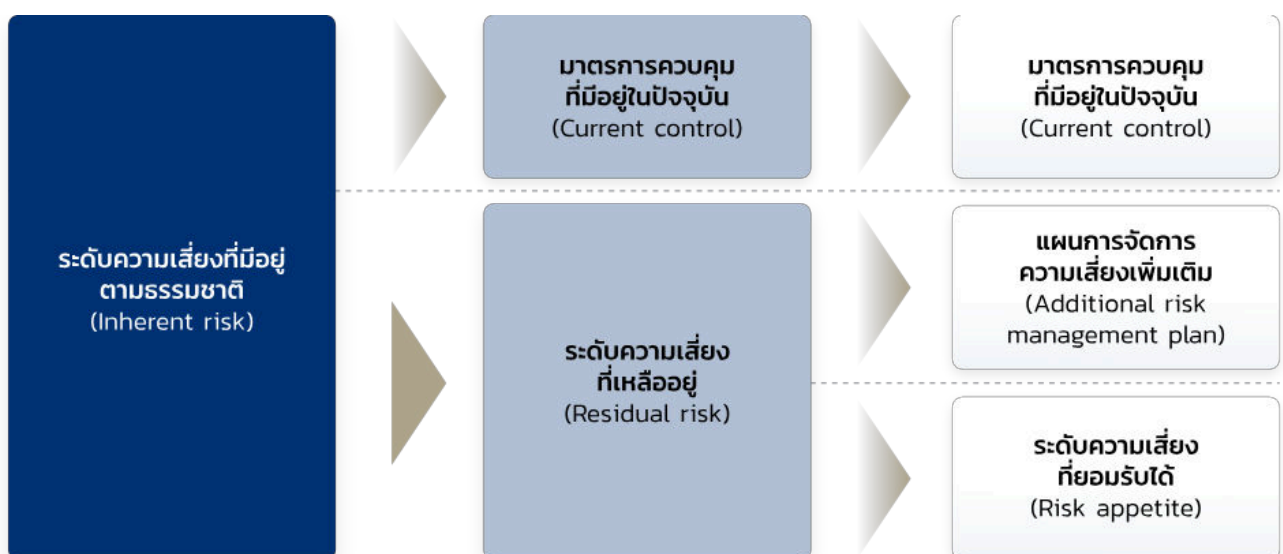 ระดับความเสี่ยงที่มีอยู่
ตามธรรมชาติ
(Inherent risk)
มาตรการควบคุม
ที่มีอยู่ในปัจจุบัน
(Current control)
ระดับความเสี่ยง
ที่เหลืออยู่
(Residual risk)
มาตรการควบคุม
ที่มีอยู่ในปัจจุบัน
(Current control)
แผนการจัดการ
ความเสี่ยงเพิ่มเติม
(Additional risk
management plan)
ระดับความเสี่ยง
ที่ยอมรับได้
(Risk appetite)